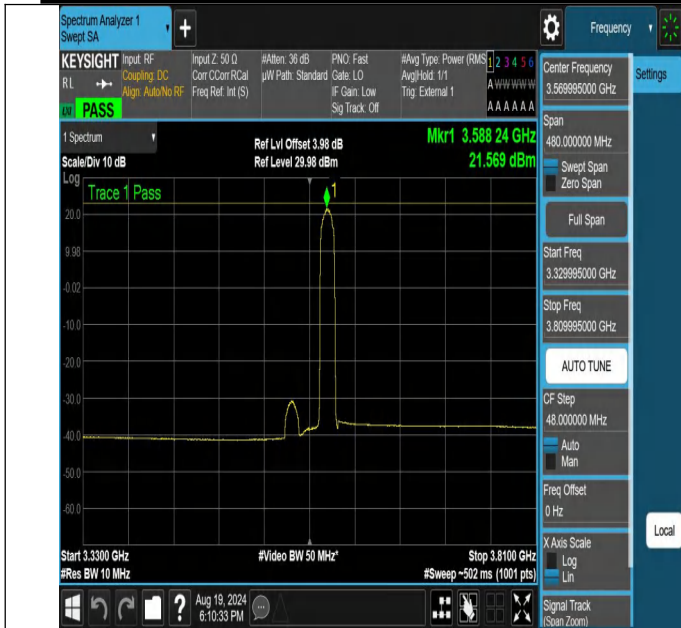 Spectrum Analyzer 1
Swept SA
+
Frequency
KEYSIGHT
RL
PASS
Input: RF
Coupling: DC
Align: Auto/No RF
Input Z: 50 Ω
Corr CCorr RCal
Freq Ref: Int (S)
#Atten: 36 dB
µW Path: Standard
PNO: Fast
Gate: LO
IF Gain: Low
Sig Track: Off
#Avg Type: Power (RMS
Avg|Hold: 1/1
Trig: External 1
1 2 3 4 5 6
A W W W W W
A A A A A A
1 Spectrum
Scale/Div 10 dB
Log
Ref Lvl Offset 3.98 dB
Ref Level 29.98 dBm
Mkr1 3.588 24 GHz
21.569 dBm
Trace 1 Pass
1
20.0
9.98
-0.02
-10.0
-20.0
-30.0
-40.0
-50.0
-60.0
Start 3.3300 GHz
#Res BW 10 MHz
#Video BW 50 MHz*
Stop 3.8100 GHz
#Sweep ~502 ms (1001 pts)
?
Aug 19, 2024
6:10:33 PM
Center Frequency
3.569995000 GHz
Settings
Span
480.000000 MHz
Swept Span
Zero Span
Full Span
Start Freq
3.329995000 GHz
Stop Freq
3.809995000 GHz
AUTO TUNE
CF Step
48.000000 MHz
Auto
Man
Freq Offset
0 Hz
X Axis Scale
Log
Lin
Local
Signal Track
(Span Zoom)